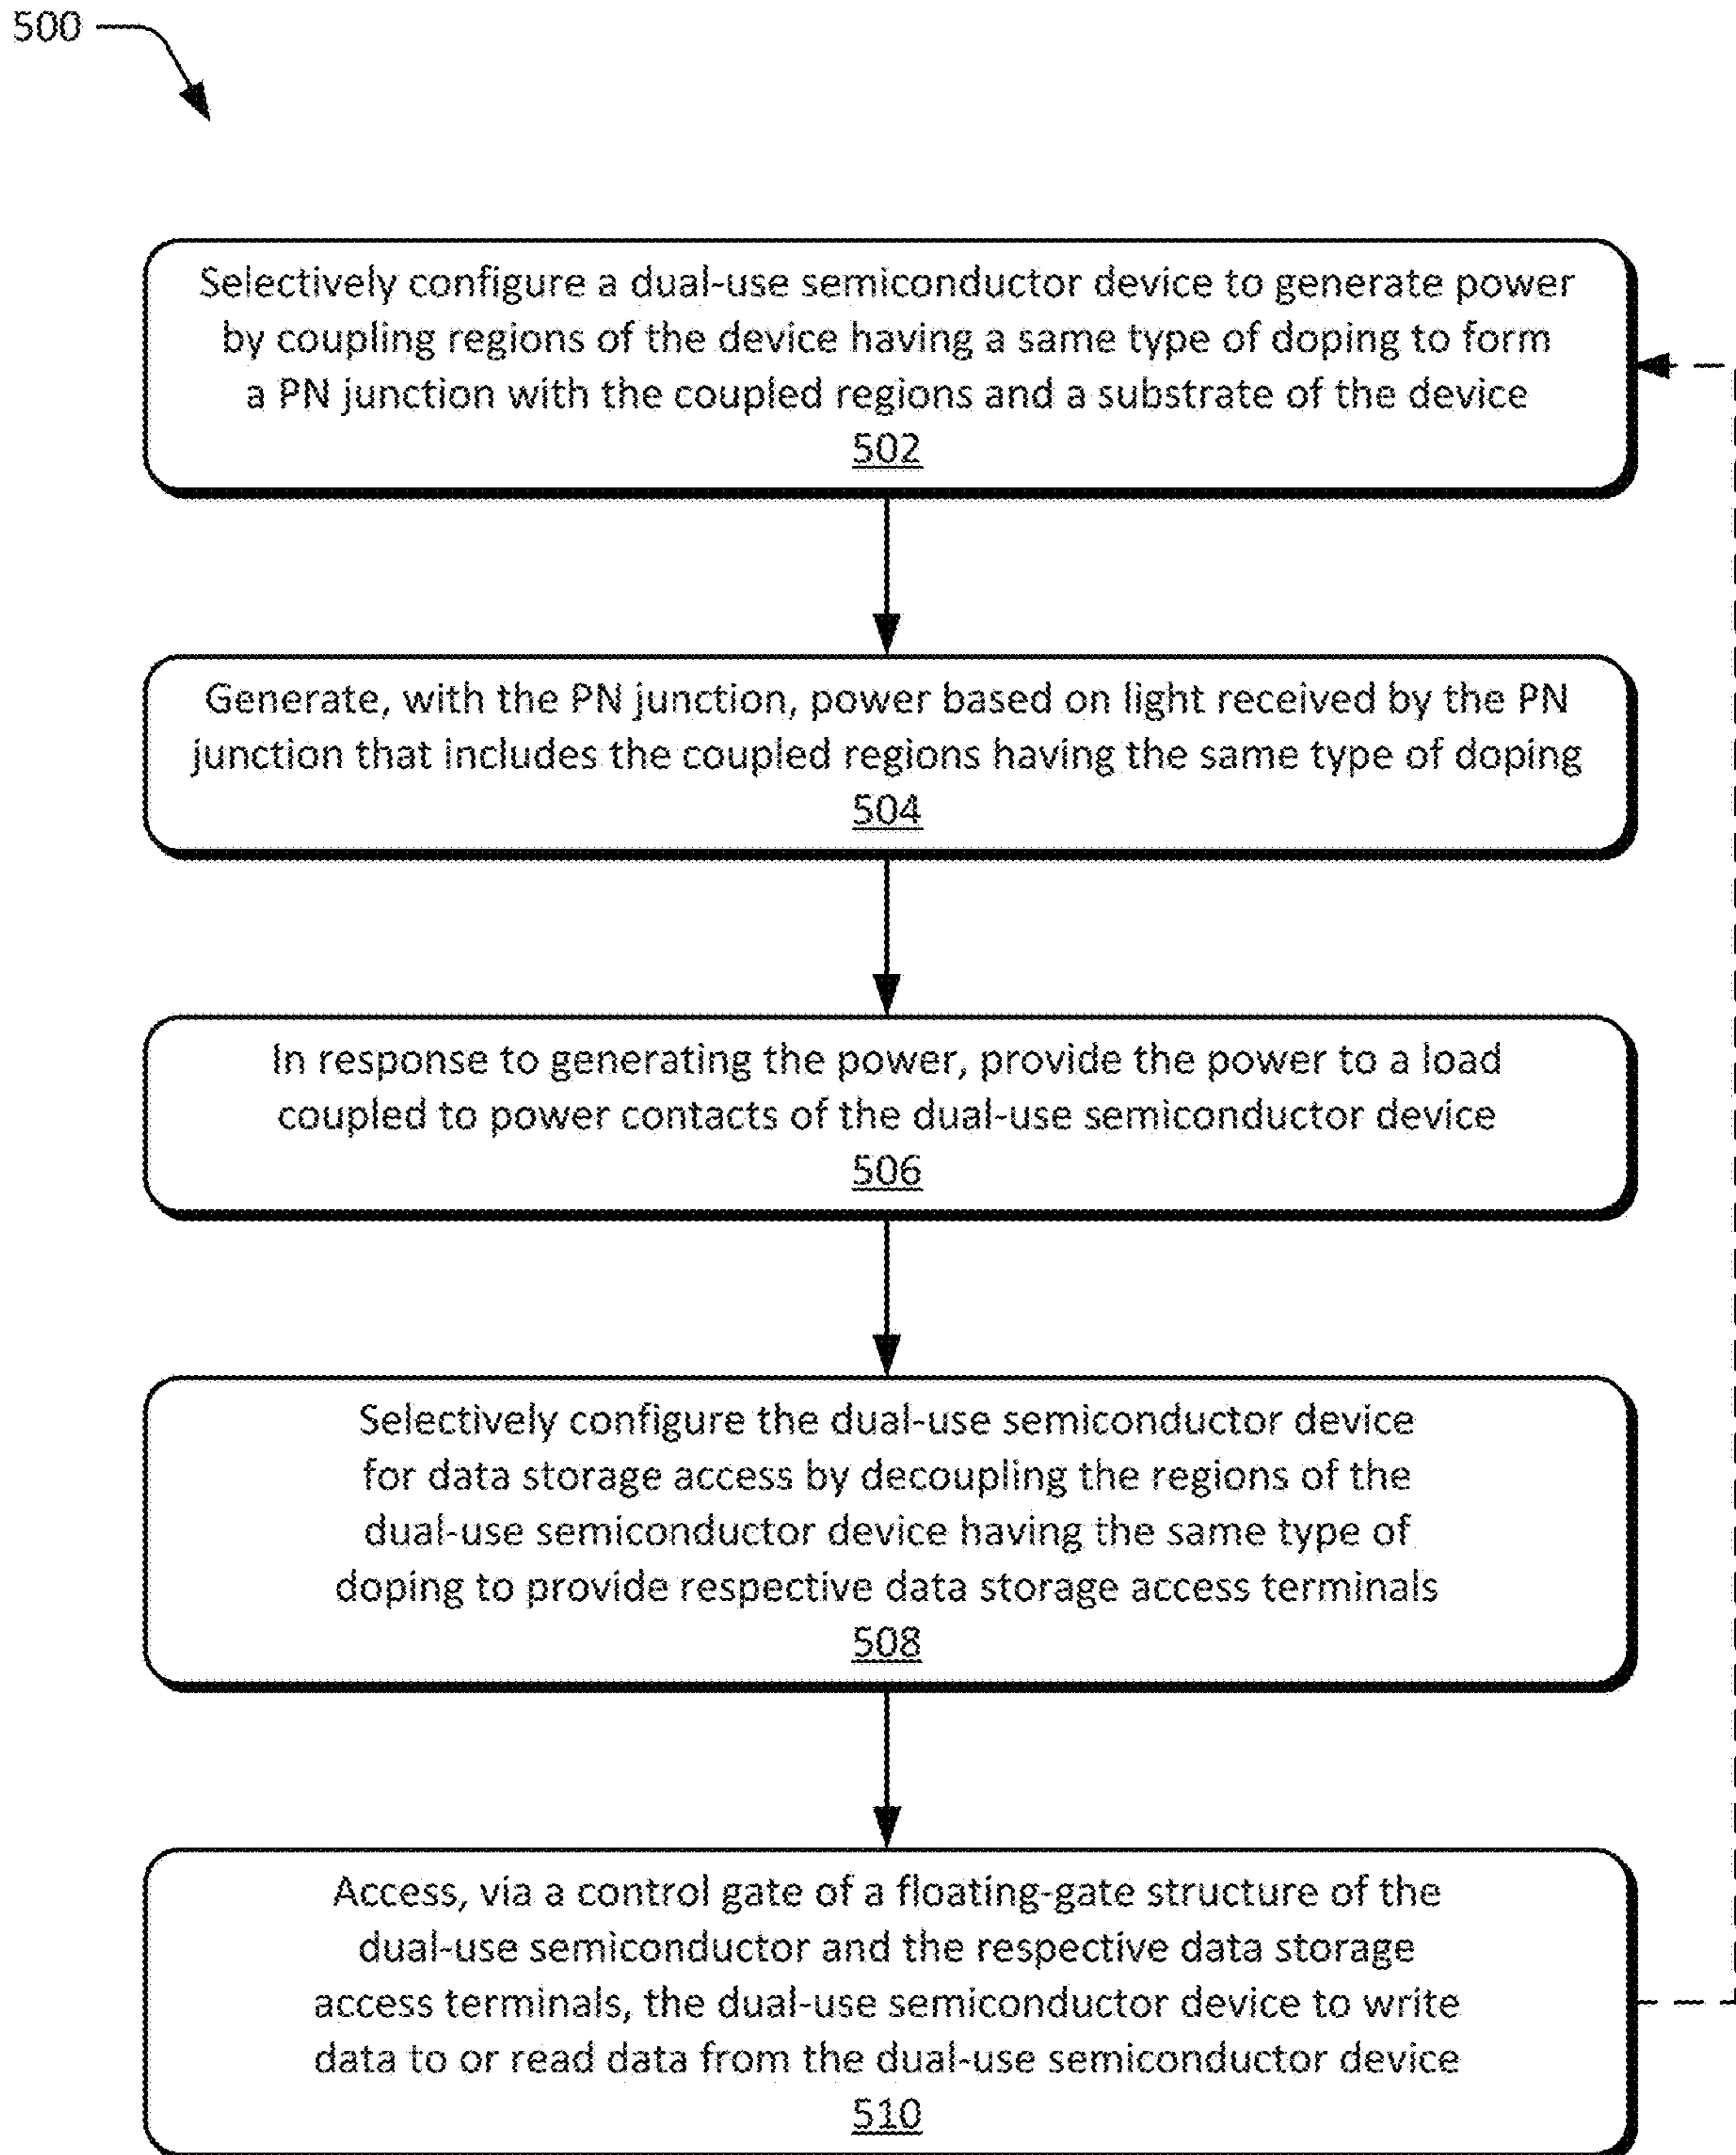 500
Selectively configure a dual-use semiconductor device to generate power
by coupling regions of the device having a same type of doping to form
a PN junction with the coupled regions and a substrate of the device
502
Generate, with the PN junction, power based on light received by the PN
junction that includes the coupled regions having the same type of doping
504
In response to generating the power, provide the power to a load
coupled to power contacts of the dual-use semiconductor device
506
Selectively configure the dual-use semiconductor device
for data storage access by decoupling the regions of the
dual-use semiconductor device having the same type of
doping to provide respective data storage access terminals
508
Access, via a control gate of a floating-gate structure of the
dual-use semiconductor and the respective data storage
access terminals, the dual-use semiconductor device to write
data to or read data from the dual-use semiconductor device
510